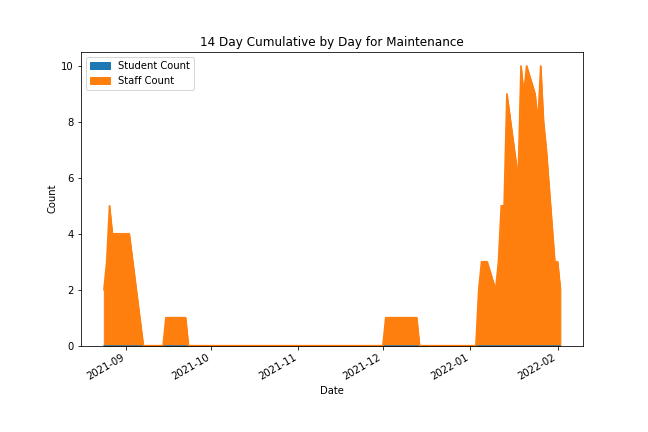 14 Day Cumulative by Day for Maintenance
Student Count
Staff Count
10
8
6
4
2
0
Count
2021-09
2021-10
2021-11
2021-12
2022-01
2022-02
Date